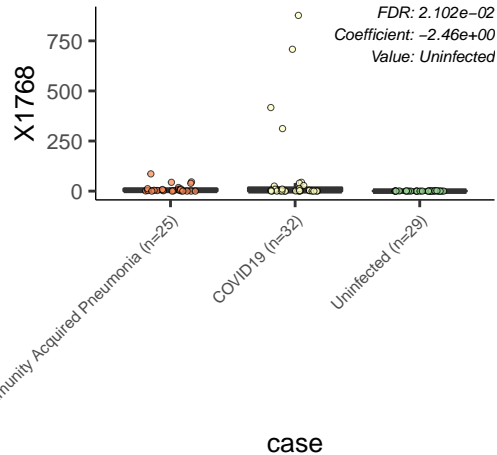 FDR: 2.102e−02
Coefficient: −2.46e+00
Value: Uninfected
X1768
750
500
250
0
Acquired Pneumonia (n=25)
COVID19 (n=32)
Uninfected (n=29)
case